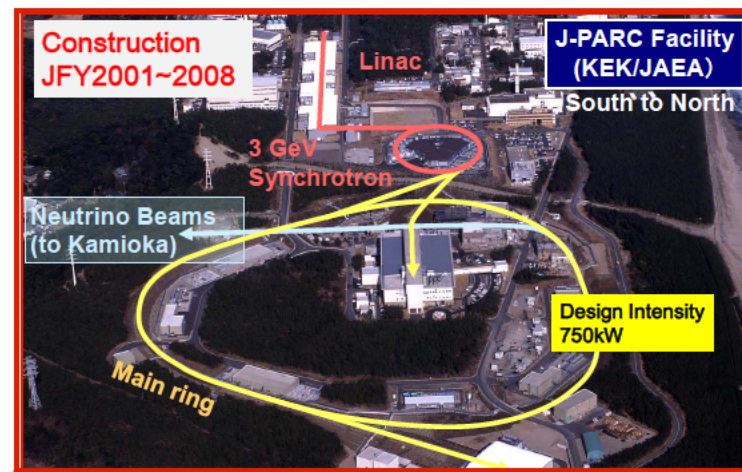 Construction
JFY2001~2008
J-PARC Facility
(KEK/JAEA）
South to North
Linac
3 GeV
Synchrotron
Neutrino Beams
(to Kamioka)
Design Intensity
750kW
Main ring